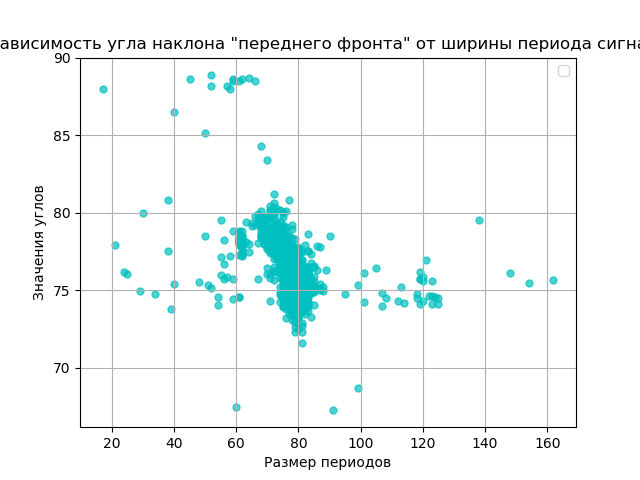 ависимость угла наклона "переднего фронта" от ширины периода сигна
90
85
80
75
70
Значения углов
20 40 60 80 100 120 140 160
Размер периодов